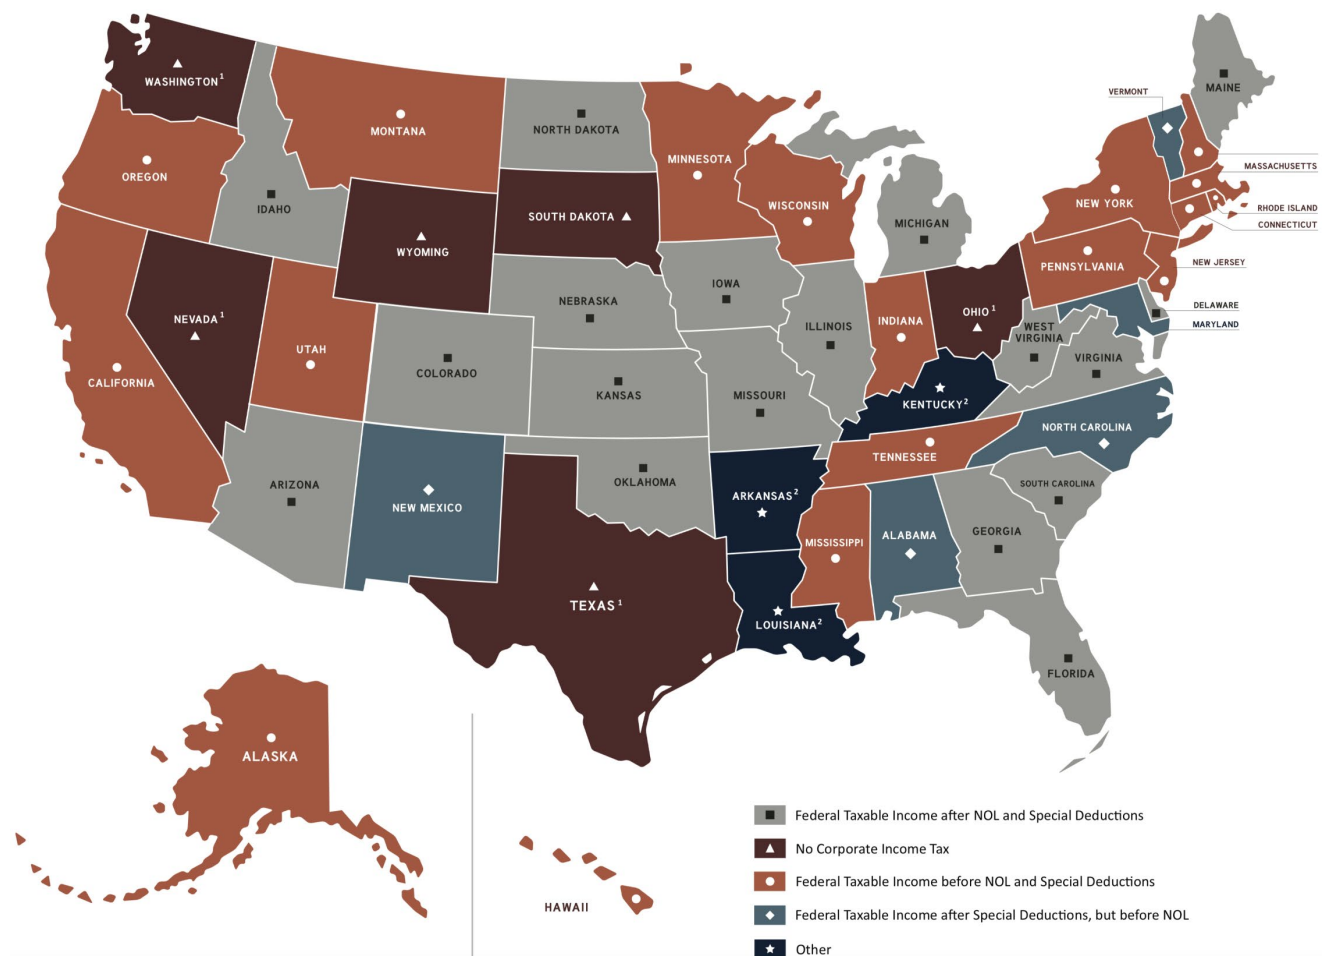 WASHINGTON¹
MONTANA
NORTH DAKOTA
MINNESOTA
VERMONT
MAINE
OREGON
IDAHO
WYOMING
SOUTH DAKOTA
WISCONSIN
MICHIGAN
NEW YORK
MASSACHUSETTS
RHODE ISLAND
CONNECTICUT
PENNSYLVANIA
NEW JERSEY
DELAWARE
MARYLAND
NEVADA¹
UTAH
COLORADO
NEBRASKA
IOWA
ILLINOIS
INDIANA
OHIO¹
WEST
VIRGINIA
VIRGINIA
CALIFORNIA
KANSAS
MISSOURI
KENTUCKY²
NORTH CAROLINA
TENNESSEE
ARIZONA
NEW MEXICO
OKLAHOMA
ARKANSAS²
SOUTH CAROLINA
MISSISSIPPI
ALABAMA
GEORGIA
TEXAS¹
LOUISIANA²
FLORIDA
ALASKA
HAWAII
Federal Taxable Income after NOL and Special Deductions
No Corporate Income Tax
Federal Taxable Income before NOL and Special Deductions
Federal Taxable Income after Special Deductions, but before NOL
Other